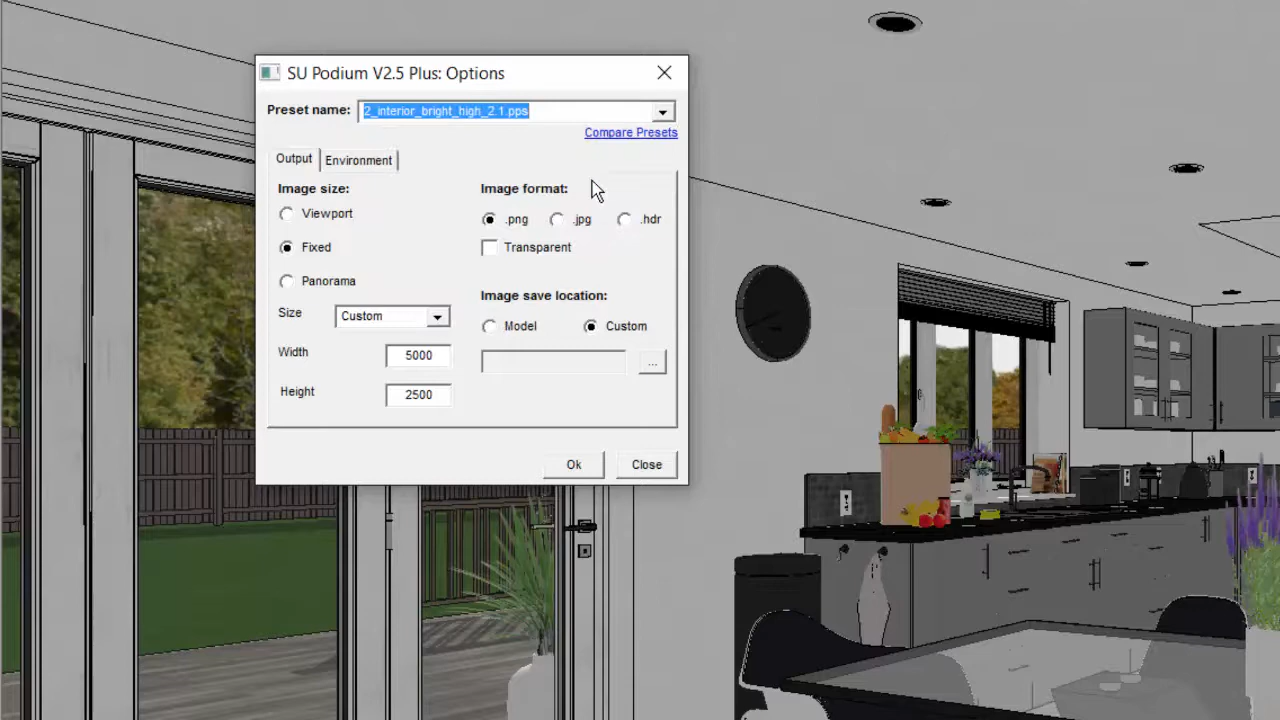 SU Podium V2.5 Plus: Options
Preset name: 2_interior_bright_high_2.1.pps
Compare Presets
Output Environment
Image size:
Viewport
Fixed
Panorama
Size Custom
Width 5000
Height 2500
Image format:
.png .jpg .hdr
Transparent
Image save location:
Model Custom
...
Ok Close